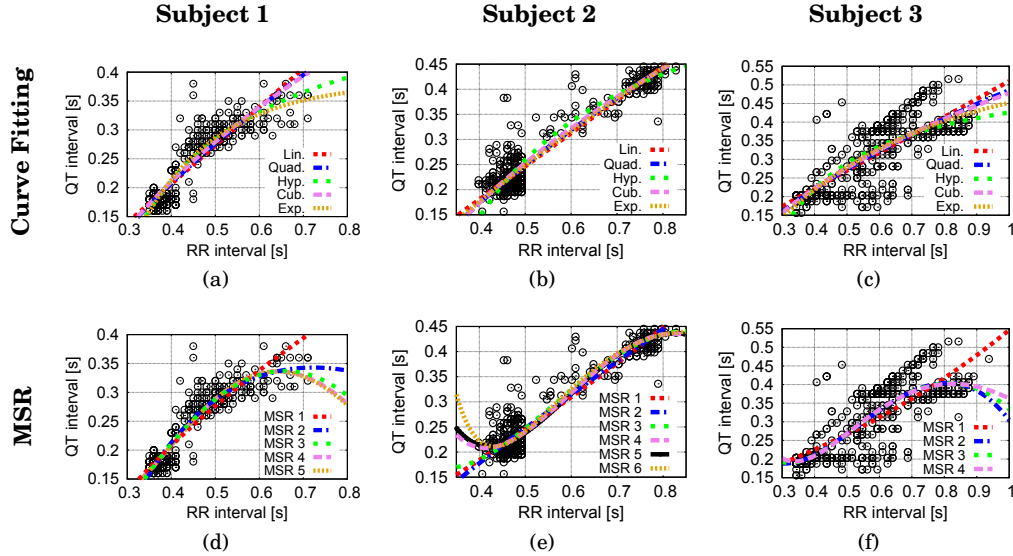 Subject 1 Subject 2 Subject 3
Curve Fitting
QT interval [s]
0.4
0.35
0.3
0.25
0.2
0.15
Lin.
Quad.
Hyp.
Cub.
Exp.
0.3 0.4 0.5 0.6 0.7 0.8
RR interval [s]
(a)
QT interval [s]
0.45
0.4
0.35
0.3
0.25
0.2
0.15
Lin.
Quad.
Hyp.
Cub.
Exp.
0.4 0.5 0.6 0.7 0.8
RR interval [s]
(b)
QT interval [s]
0.55
0.5
0.45
0.4
0.35
0.3
0.25
0.2
0.15
Lin.
Quad.
Hyp.
Cub.
Exp.
0.3 0.4 0.5 0.6 0.7 0.8 0.9 1
RR interval [s]
(c)
MSR
QT interval [s]
0.4
0.35
0.3
0.25
0.2
0.15
MSR 1
MSR 2
MSR 3
MSR 4
MSR 5
0.3 0.4 0.5 0.6 0.7 0.8
RR interval [s]
(d)
QT interval [s]
0.45
0.4
0.35
0.3
0.25
0.2
0.15
MSR 1
MSR 2
MSR 3
MSR 4
MSR 5
MSR 6
0.4 0.5 0.6 0.7 0.8
RR interval [s]
(e)
QT interval [s]
0.55
0.5
0.45
0.4
0.35
0.3
0.25
0.2
0.15
MSR 1
MSR 2
MSR 3
MSR 4
0.3 0.4 0.5 0.6 0.7 0.8 0.9 1
RR interval [s]
(f)